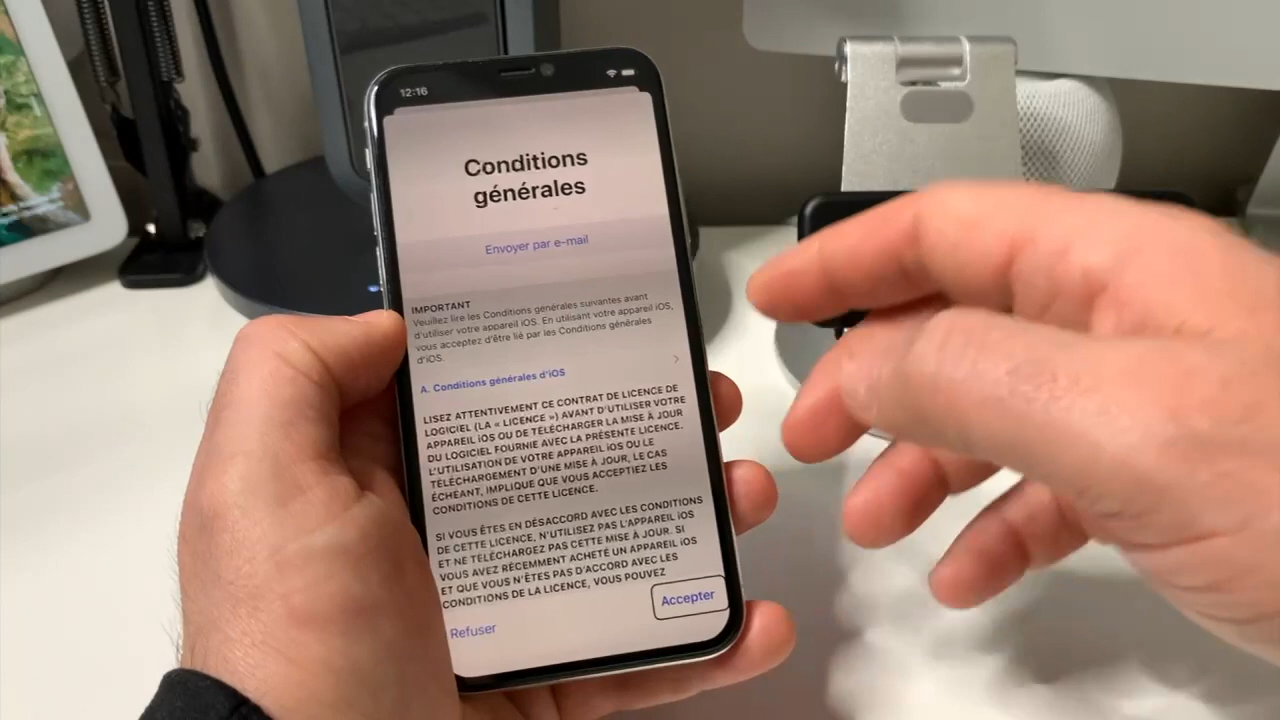 12:16
Conditions
générales
Envoyer par e-mail
IMPORTANT
Veuillez lire les Conditions générales suivantes avant
d'utiliser votre appareil iOS. En utilisant votre appareil iOS,
vous acceptez d'être lié par les Conditions générales
d'iOS.
A. Conditions générales d'iOS
LISEZ ATTENTIVEMENT CE CONTRAT DE LICENCE DE
LOGICIEL (LA « LICENCE ») AVANT D'UTILISER VOTRE
APPAREIL iOS OU DE TÉLÉCHARGER LA MISE À JOUR
DU LOGICIEL FOURNIE AVEC LA PRÉSENTE LICENCE.
L'UTILISATION DE VOTRE APPAREIL iOS OU LE
TÉLÉCHARGEMENT D'UNE MISE À JOUR, LE CAS
ÉCHÉANT, IMPLIQUE QUE VOUS ACCEPTIEZ LES
CONDITIONS DE CETTE LICENCE.
SI VOUS ÊTES EN DÉSACCORD AVEC LES CONDITIONS
DE CETTE LICENCE, N'UTILISEZ PAS L'APPAREIL iOS
ET NE TÉLÉCHARGEZ PAS CETTE MISE À JOUR. SI
VOUS AVEZ RÉCEMMENT ACHETÉ UN APPAREIL iOS
ET QUE VOUS N'ÊTES PAS D'ACCORD AVEC LES
CONDITIONS DE LA LICENCE, VOUS POUVEZ
Accepter
Refuser